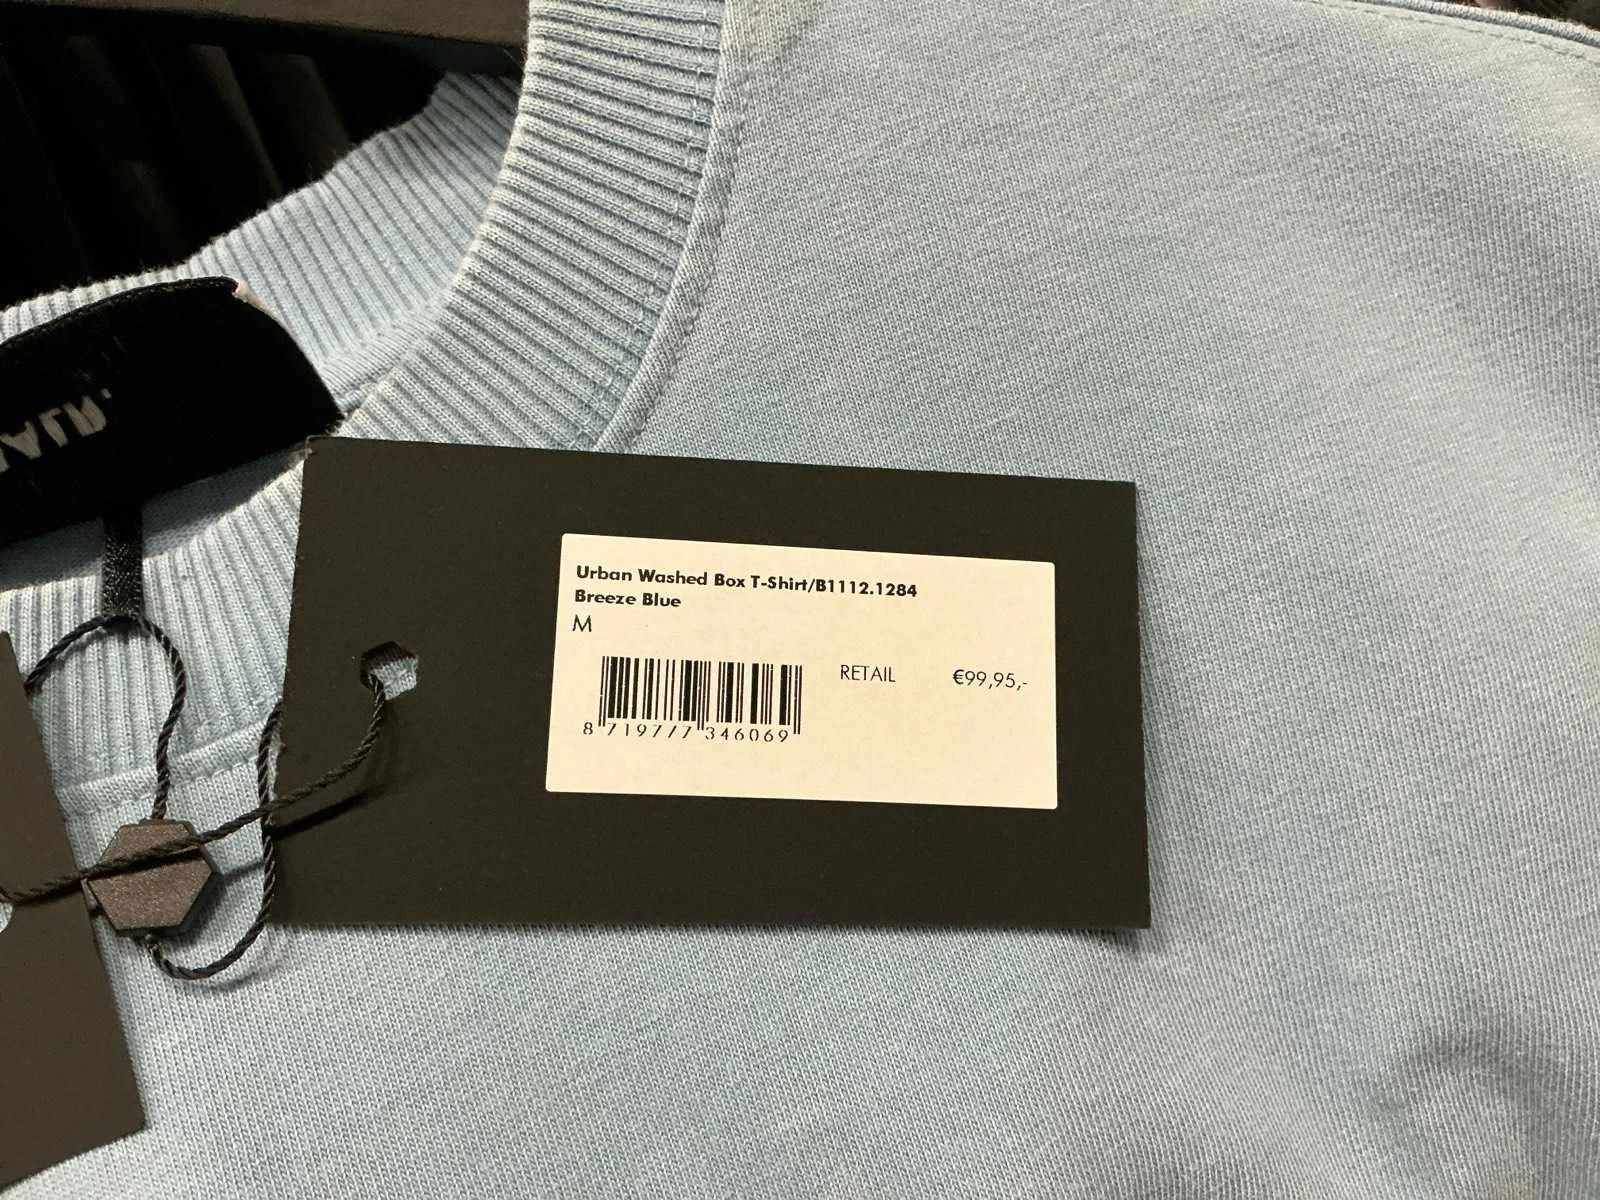 Urban Washed Box T-Shirt/B1112.1284
Breeze Blue
M
RETAIL €99,95,-
8 719777 346069